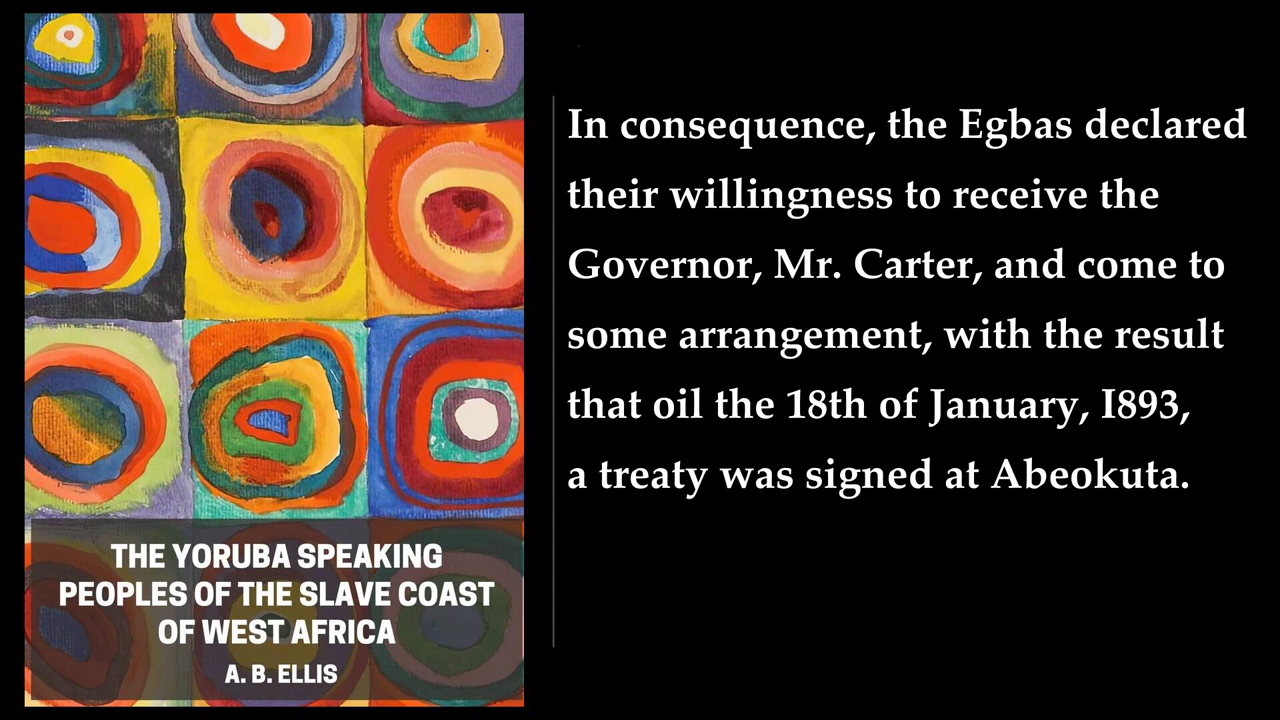 THE YORUBA SPEAKING
PEOPLES OF THE SLAVE COAST
OF WEST AFRICA
A. B. ELLIS
In consequence, the Egbas declared
their willingness to receive the
Governor, Mr. Carter, and come to
some arrangement, with the result
that oil the 18th of January, I893,
a treaty was signed at Abeokuta.